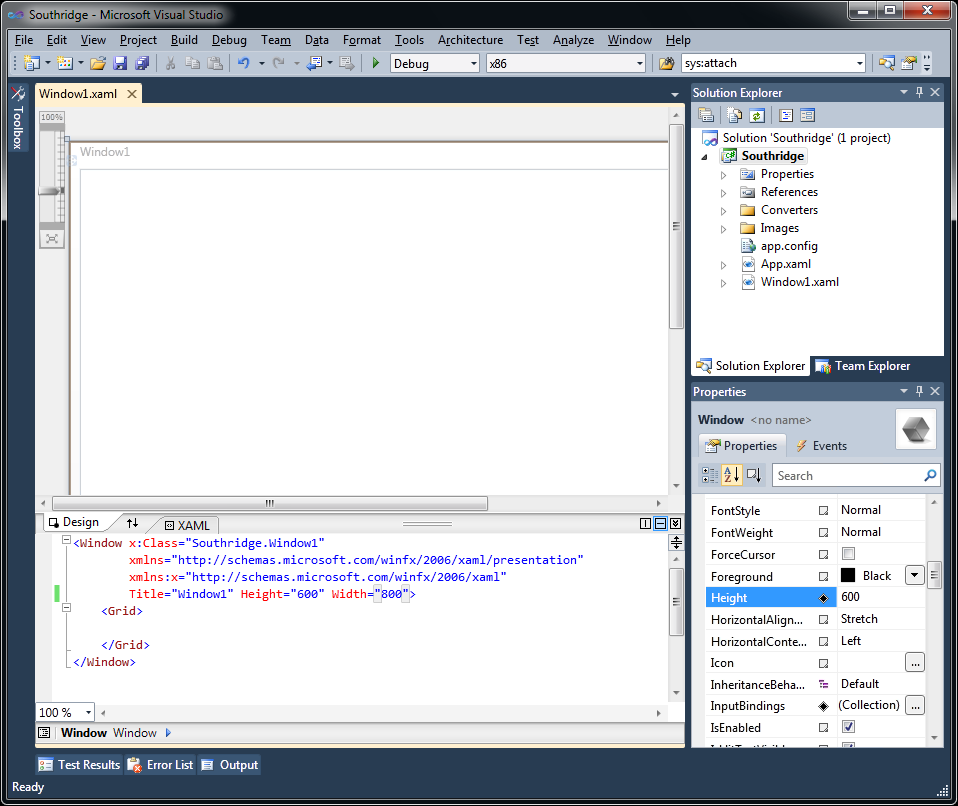 Southridge - Microsoft Visual Studio
File Edit View Project Build Debug Team Data Format Tools Architecture Test Analyze Window Help
Debug x86 sys:attach
Toolbox
Window1.xaml
100%
Window1
Design XAML
<Window x:Class="Southridge.Window1"
xmlns="http://schemas.microsoft.com/winfx/2006/xaml/presentation"
xmlns:x="http://schemas.microsoft.com/winfx/2006/xaml"
Title="Window1" Height="600" Width="800">
<Grid>
</Grid>
</Window>
100 %
Window Window
Solution Explorer
Solution 'Southridge' (1 project)
Southridge
Properties
References
Converters
Images
app.config
App.xaml
Window1.xaml
Solution Explorer Team Explorer
Properties
Window <no name>
Properties Events
Search
FontStyle Normal
FontWeight Normal
ForceCursor
Foreground Black
Height 600
HorizontalAlign... Stretch
HorizontalConte... Left
Icon ...
InheritanceBeha... Default
InputBindings (Collection) ...
IsEnabled
Test Results Error List Output
Ready